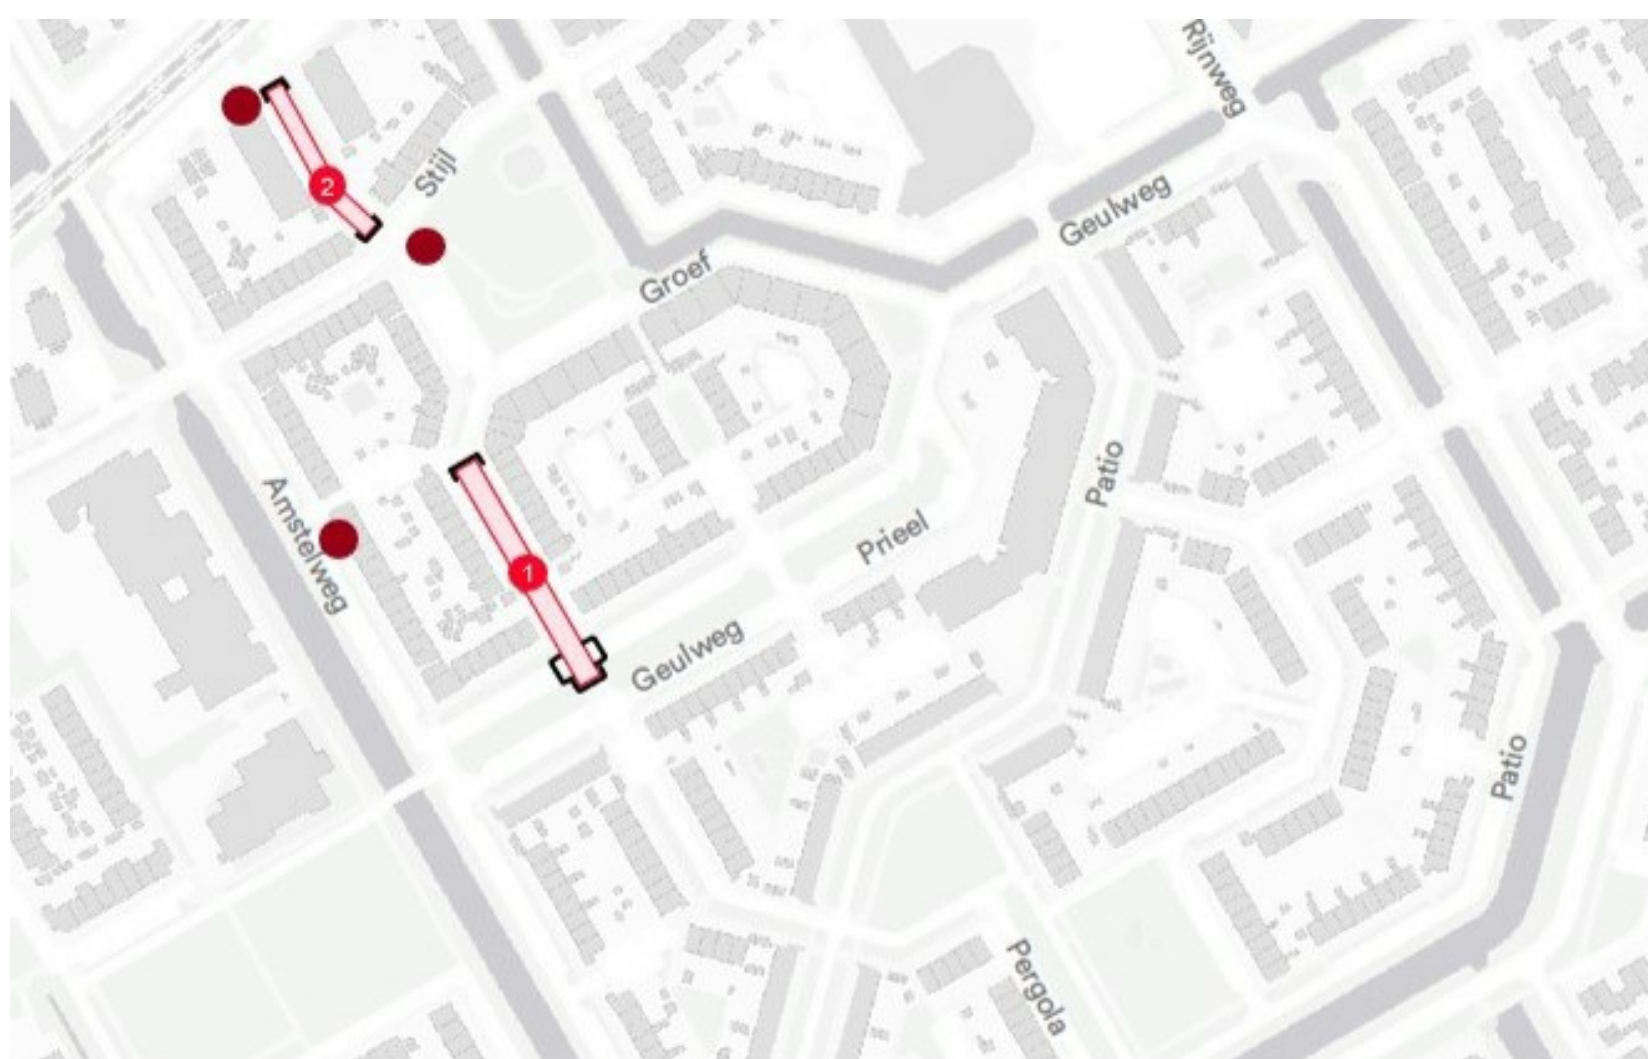 Rijnweg
2
Stijl
Geulweg
Groef
Patio
Amstelweg
Prieel
1
Geulweg
Patio
Pergola